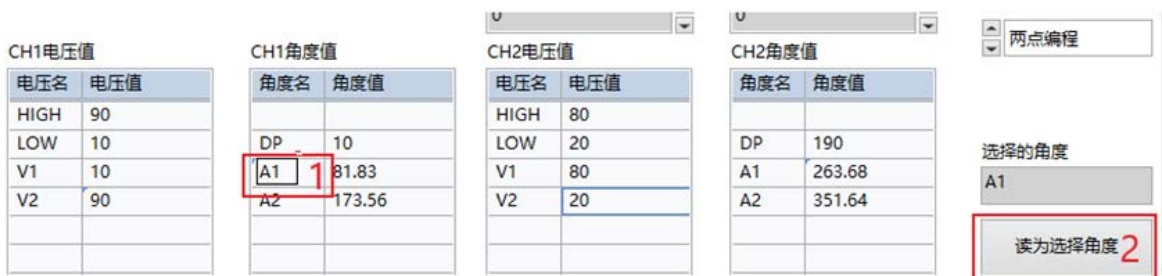 0
0
两点编程
CH1电压值
CH1角度值
CH2电压值
CH2角度值
电压名 电压值
角度名 角度值
电压名 电压值
角度名 角度值
HIGH 90
HIGH 80
LOW 10
DP 10
LOW 20
DP 190
V1 10
A1 1 81.83
V1 80
A1 263.68
V2 90
A2 173.56
V2 20
A2 351.64
选择的角度
A1
读为选择角度 2